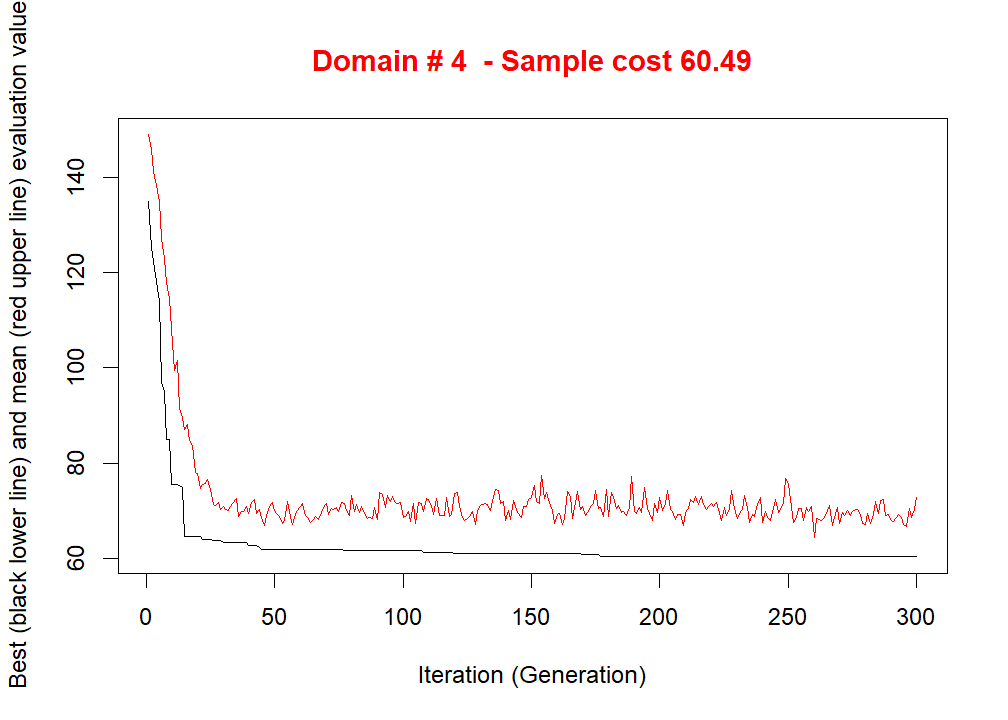 Domain # 4  - Sample cost 60.49
Best (black lower line) and mean (red upper line) evaluation value
140
120
100
80
60
0 50 100 150 200 250 300
Iteration (Generation)